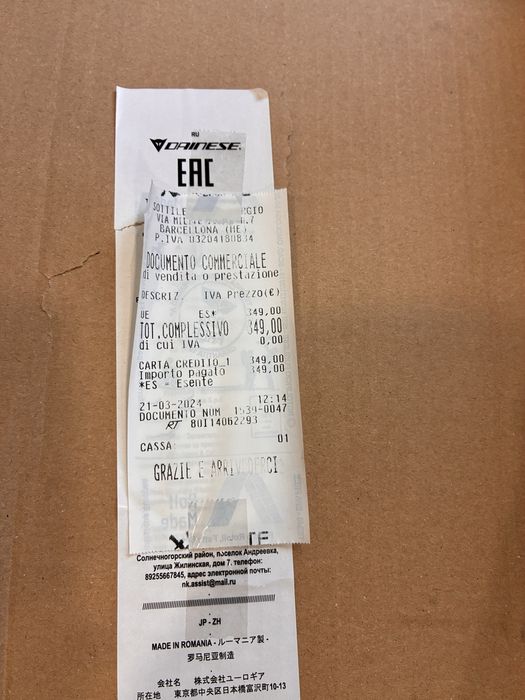 RU
DAINESE
EAC
SOTTILE
VIA
BARCELLONA (ME)
P.IVA 03204180834
DOCUMENTO COMMERCIALE
di vendita o prestazione
DESCRIZ. IVA Prezzo(€)
UE ES* 349,00
TOT.COMPLESSIVO 349,00
di cui IVA 0,00
CARTA CREDITO 1 349,00
Importo pagato 349,00
*ES = Esente
21-03-2024 12:14
DOCUMENTO NUM 1539-0047
RT 80I14062293
CASSA: 01
GRAZIE E ARRIVEDERCI
Солнечногорский район, поселок Андреевка,
улица Жилинская, дом 7. телефон:
89255667845, адрес электронной почты:
nk.assist@mail.ru
JP - ZH
MADE IN ROMANIA - ルーマニア製 -
罗马尼亚制造
会社名 株式会社ユーロギア
住所 東京都中央区日本橋富沢町10-13